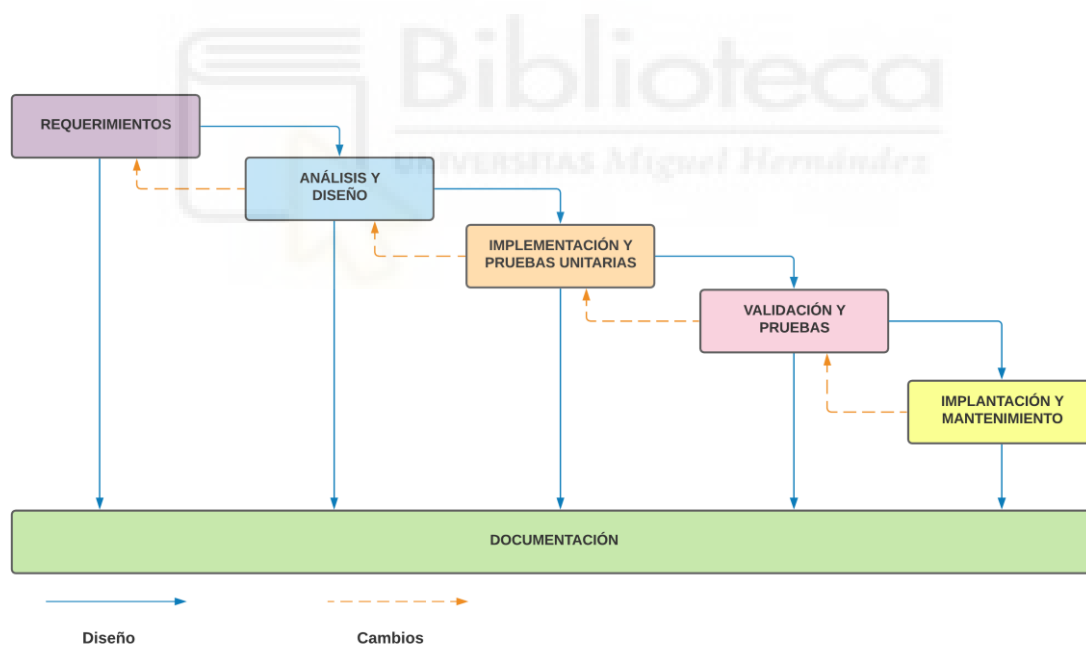 Biblioteca
UNIVERSITAS Miguel Hernández
REQUERIMIENTOS
ANÁLISIS Y
DISEÑO
IMPLEMENTACIÓN Y
PRUEBAS UNITARIAS
VALIDACIÓN Y
PRUEBAS
IMPLANTACIÓN Y
MANTENIMIENTO
DOCUMENTACIÓN
Diseño
Cambios